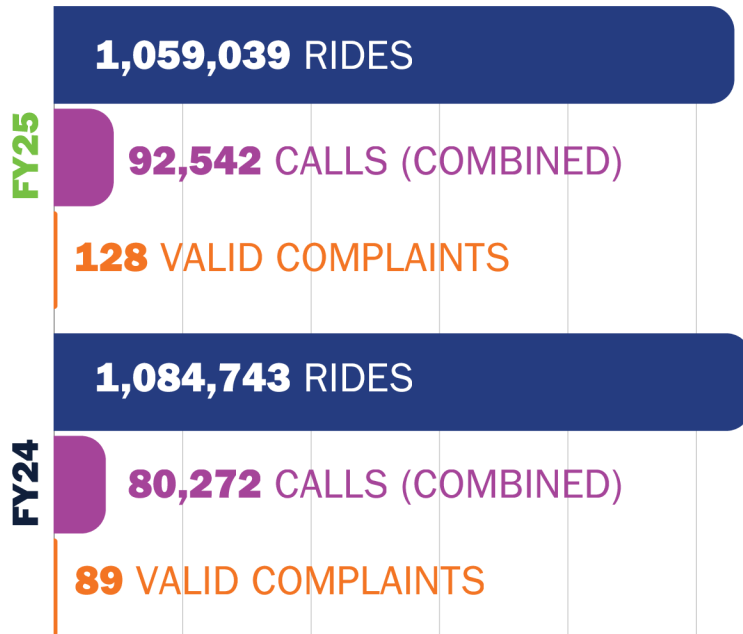 FY25
1,059,039 RIDES
92,542 CALLS (COMBINED)
128 VALID COMPLAINTS
FY24
1,084,743 RIDES
80,272 CALLS (COMBINED)
89 VALID COMPLAINTS